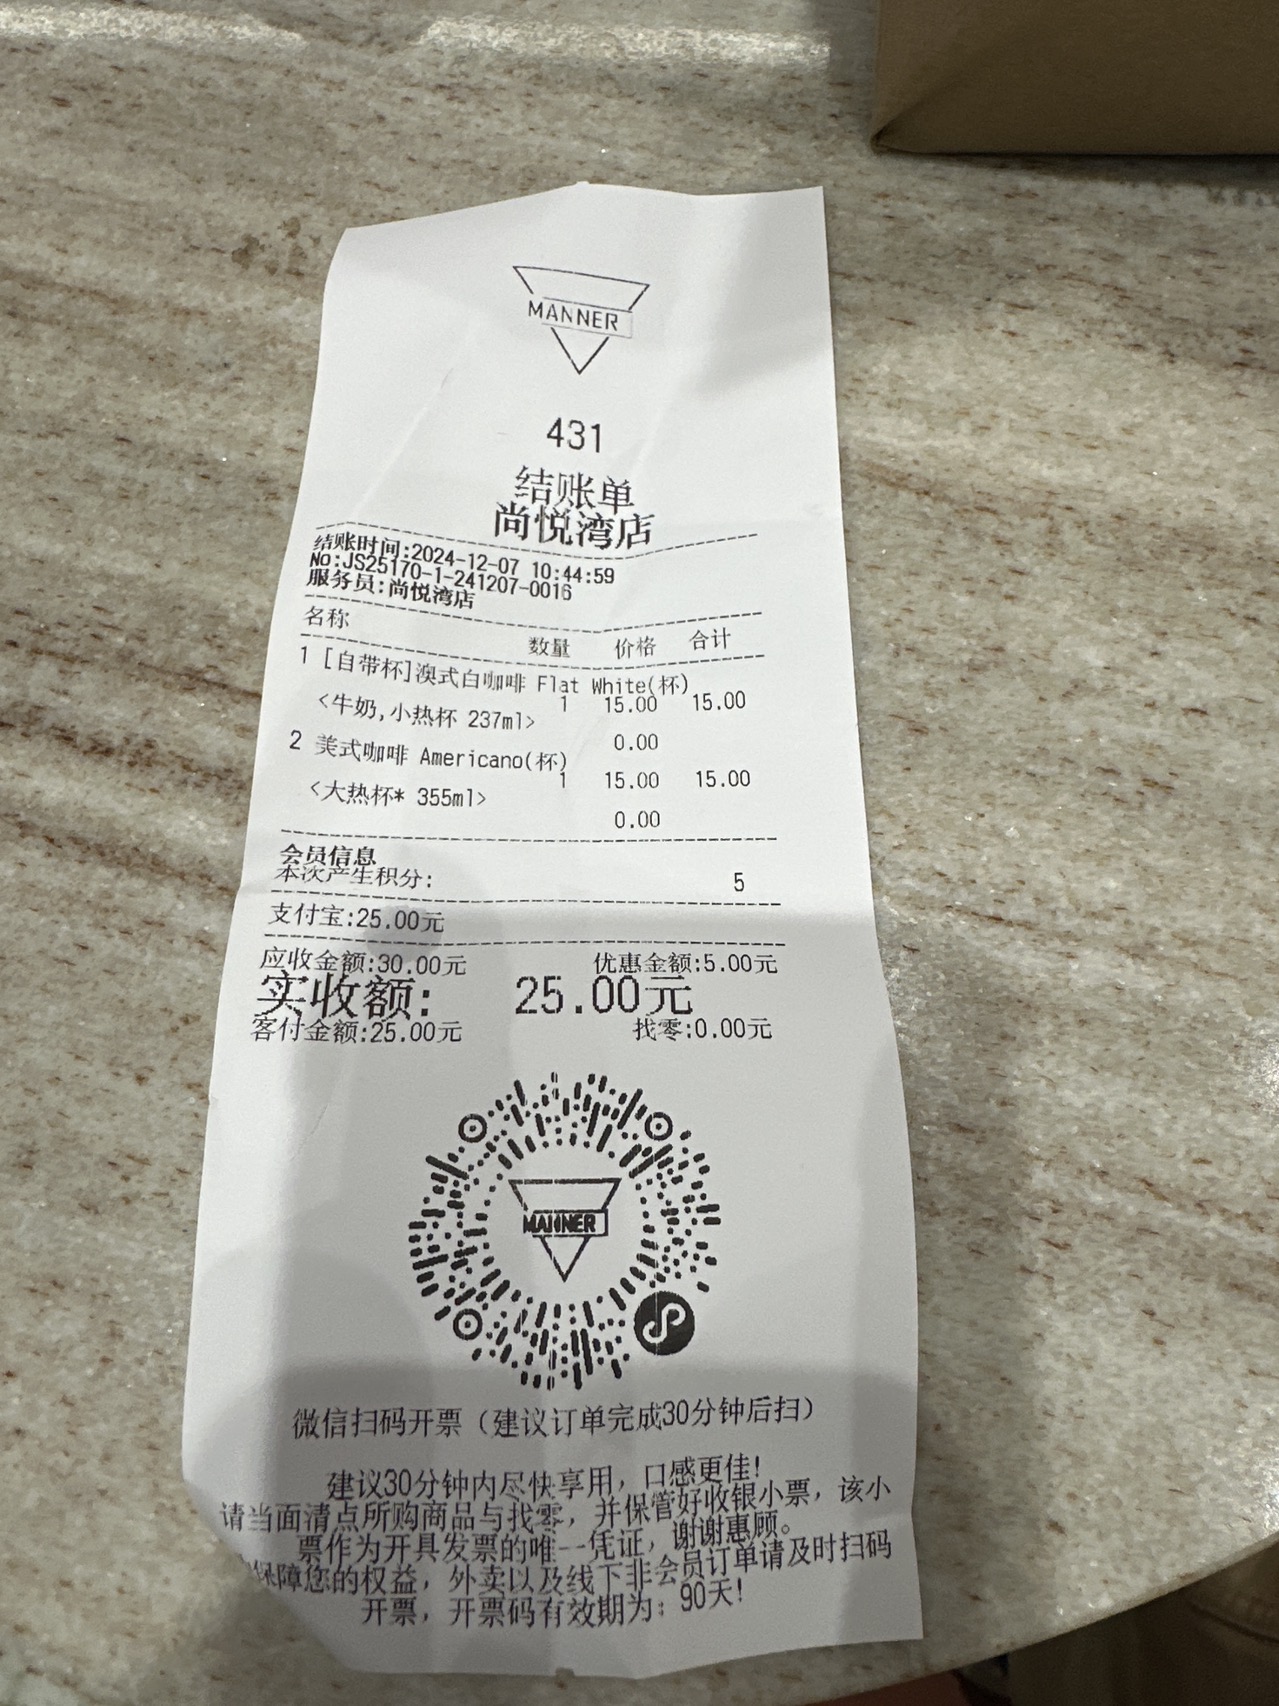 MANNER
431
结账单
尚悦湾店
结账时间:2024-12-07 10:44:59
No:JS25170-1-241207-0016
服务员:尚悦湾店
名称 数量 价格 合计
1 [自带杯]澳式白咖啡 Flat White(杯)
1 15.00 15.00
<牛奶,小热杯 237ml>
0.00
2 美式咖啡 Americano(杯)
1 15.00 15.00
<大热杯* 355ml>
0.00
会员信息
本次产生积分: 5
支付宝:25.00元
应收金额:30.00元 优惠金额:5.00元
实收额: 25.00元
客付金额:25.00元 找零:0.00元
MANNER
微信扫码开票（建议订单完成30分钟后扫）
建议30分钟内尽快享用，口感更佳！
请当面清点所购商品与找零，并保管好收银小票，该小
票作为开具发票的唯一凭证，谢谢惠顾。
保障您的权益，外卖以及线下非会员订单请及时扫码
开票，开票码有效期为：90天！